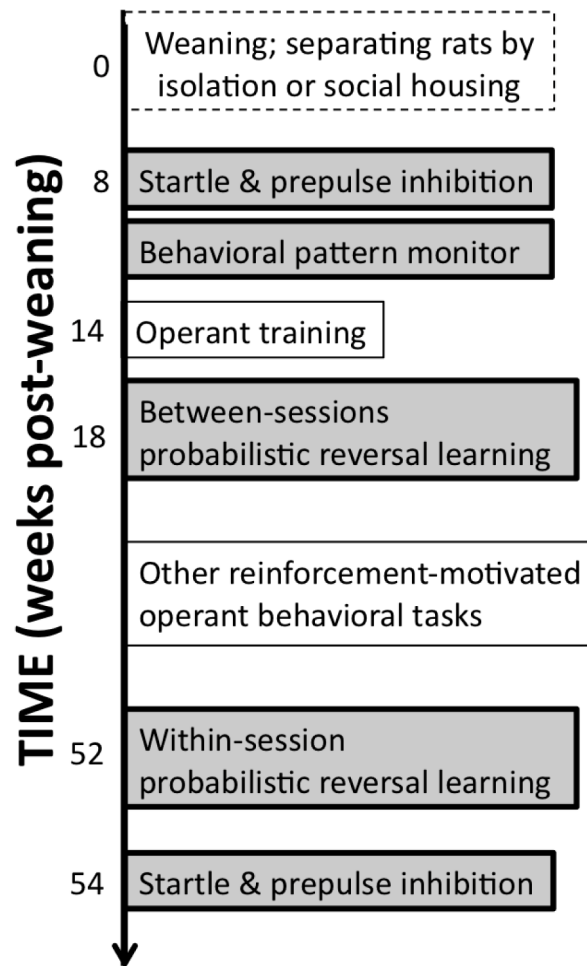 TIME (weeks post-weaning)
0
Weaning; separating rats by
isolation or social housing
8
Startle & prepulse inhibition
Behavioral pattern monitor
14
Operant training
18
Between-sessions
probabilistic reversal learning
Other reinforcement-motivated
operant behavioral tasks
52
Within-session
probabilistic reversal learning
54
Startle & prepulse inhibition